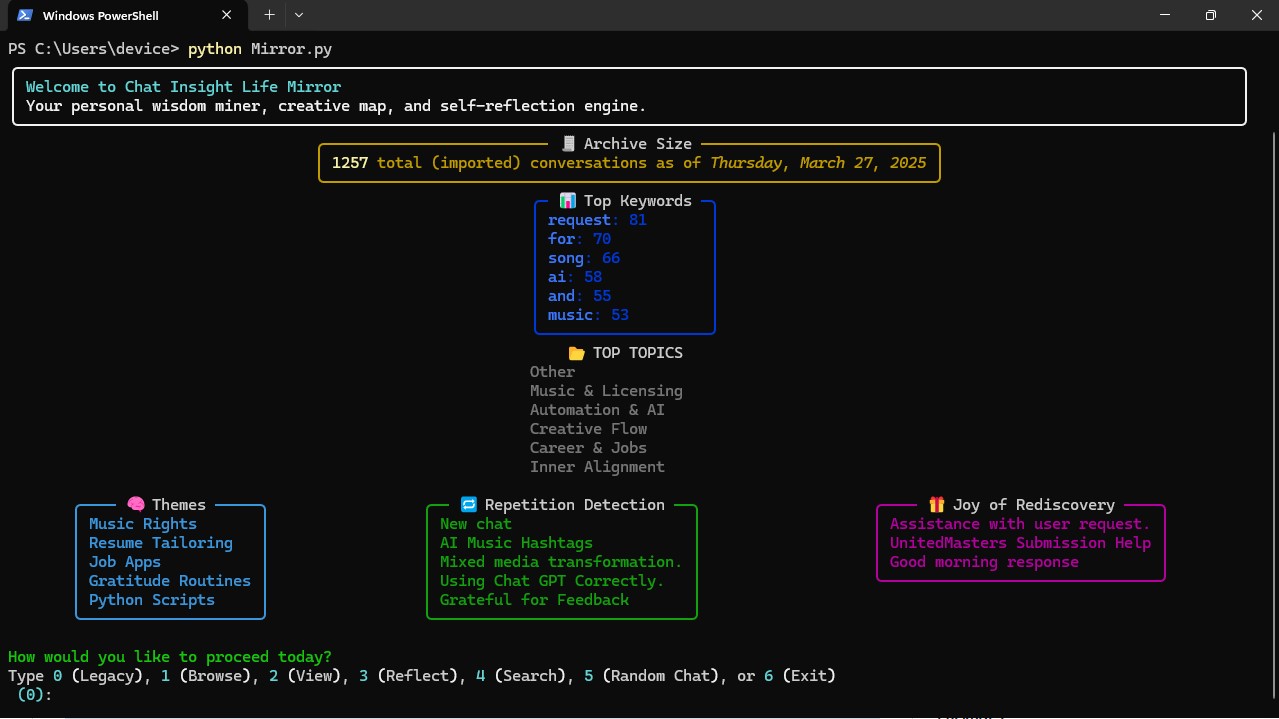 Windows PowerShell
PS C:\Users\device> python Mirror.py
Welcome to Chat Insight Life Mirror
Your personal wisdom miner, creative map, and self-reflection engine.
Archive Size
1257 total (imported) conversations as of Thursday, March 27, 2025
Top Keywords
request: 81
for: 70
song: 66
ai: 58
and: 55
music: 53
TOP TOPICS
Other
Music & Licensing
Automation & AI
Creative Flow
Career & Jobs
Inner Alignment
Themes
Music Rights
Resume Tailoring
Job Apps
Gratitude Routines
Python Scripts
Repetition Detection
New chat
AI Music Hashtags
Mixed media transformation.
Using Chat GPT Correctly.
Grateful for Feedback
Joy of Rediscovery
Assistance with user request.
UnitedMasters Submission Help
Good morning response
How would you like to proceed today?
Type 0 (Legacy), 1 (Browse), 2 (View), 3 (Reflect), 4 (Search), 5 (Random Chat), or 6 (Exit)
(0):